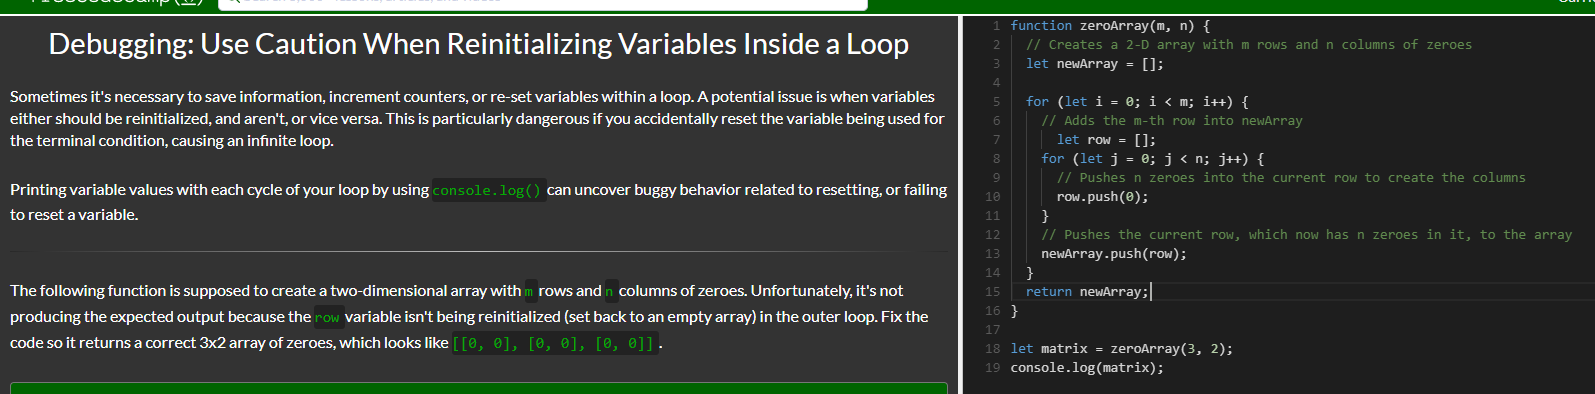 Debugging: Use Caution When Reinitializing Variables Inside a Loop
Sometimes it's necessary to save information, increment counters, or re-set variables within a loop. A potential issue is when variables
either should be reinitialized, and aren't, or vice versa. This is particularly dangerous if you accidentally reset the variable being used for
the terminal condition, causing an infinite loop.
Printing variable values with each cycle of your loop by using console.log() can uncover buggy behavior related to resetting, or failing
to reset a variable.
The following function is supposed to create a two-dimensional array with m rows and n columns of zeroes. Unfortunately, it's not
producing the expected output because the row variable isn't being reinitialized (set back to an empty array) in the outer loop. Fix the
code so it returns a correct 3x2 array of zeroes, which looks like [[0, 0], [0, 0], [0, 0]] .
1 function zeroArray(m, n) {
2 // Creates a 2-D array with m rows and n columns of zeroes
3 let newArray = [];
4
5 for (let i = 0; i < m; i++) {
6 // Adds the m-th row into newArray
7 let row = [];
8 for (let j = 0; j < n; j++) {
9 // Pushes n zeroes into the current row to create the columns
10 row.push(0);
11 }
12 // Pushes the current row, which now has n zeroes in it, to the array
13 newArray.push(row);
14 }
15 return newArray;
16 }
17
18 let matrix = zeroArray(3, 2);
19 console.log(matrix);